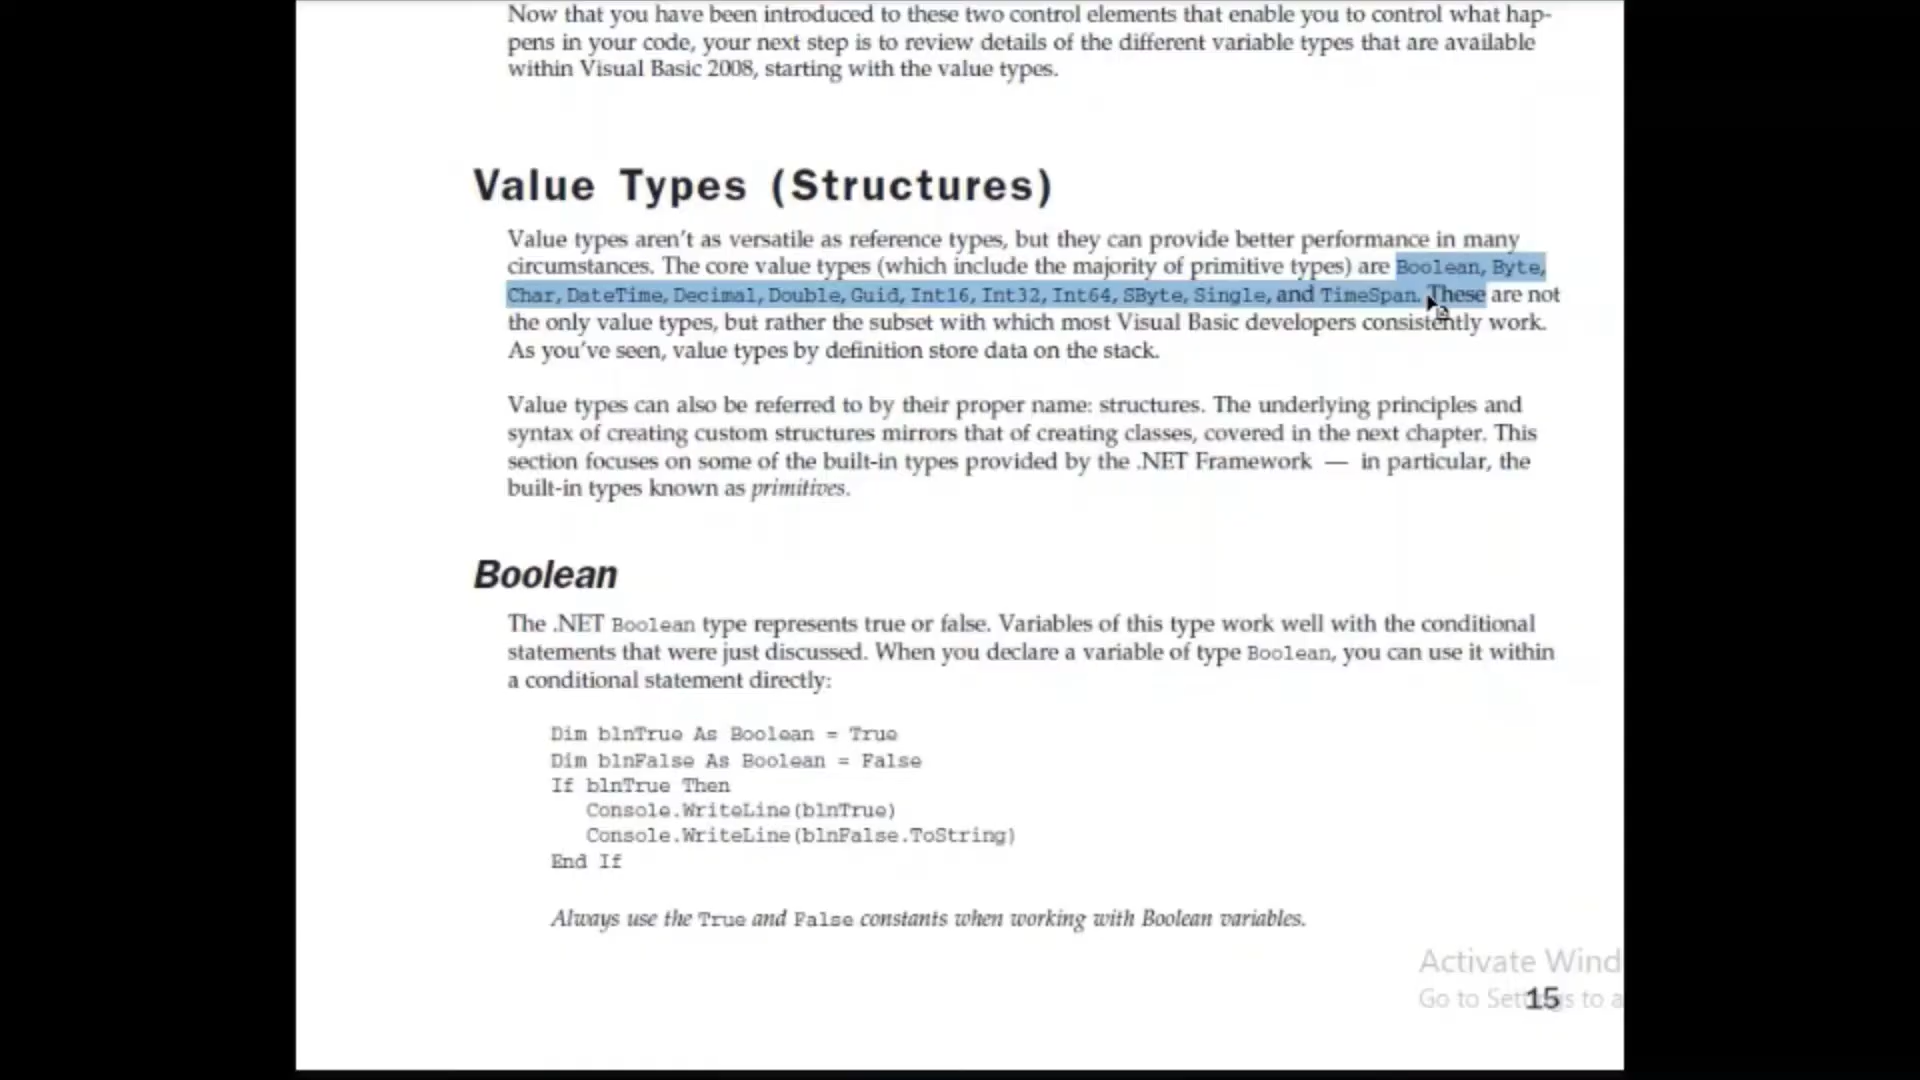 Now that you have been introduced to these two control elements that enable you to control what hap-
pens in your code, your next step is to review details of the different variable types that are available
within Visual Basic 2008, starting with the value types.
Value Types (Structures)
Value types aren't as versatile as reference types, but they can provide better performance in many
circumstances. The core value types (which include the majority of primitive types) are Boolean, Byte,
Char, DateTime, Decimal, Double, Guid, Int16, Int32, Int64, SByte, Single, and TimeSpan. These are not
the only value types, but rather the subset with which most Visual Basic developers consistently work.
As you've seen, value types by definition store data on the stack.
Value types can also be referred to by their proper name: structures. The underlying principles and
syntax of creating custom structures mirrors that of creating classes, covered in the next chapter. This
section focuses on some of the built-in types provided by the .NET Framework — in particular, the
built-in types known as primitives.
Boolean
The .NET Boolean type represents true or false. Variables of this type work well with the conditional
statements that were just discussed. When you declare a variable of type Boolean, you can use it within
a conditional statement directly:
Dim blnTrue As Boolean = True
Dim blnFalse As Boolean = False
If blnTrue Then
Console.WriteLine(blnTrue)
Console.WriteLine(blnFalse.ToString)
End If
Always use the True and False constants when working with Boolean variables.
Activate Wind
Go to Settings to a
15